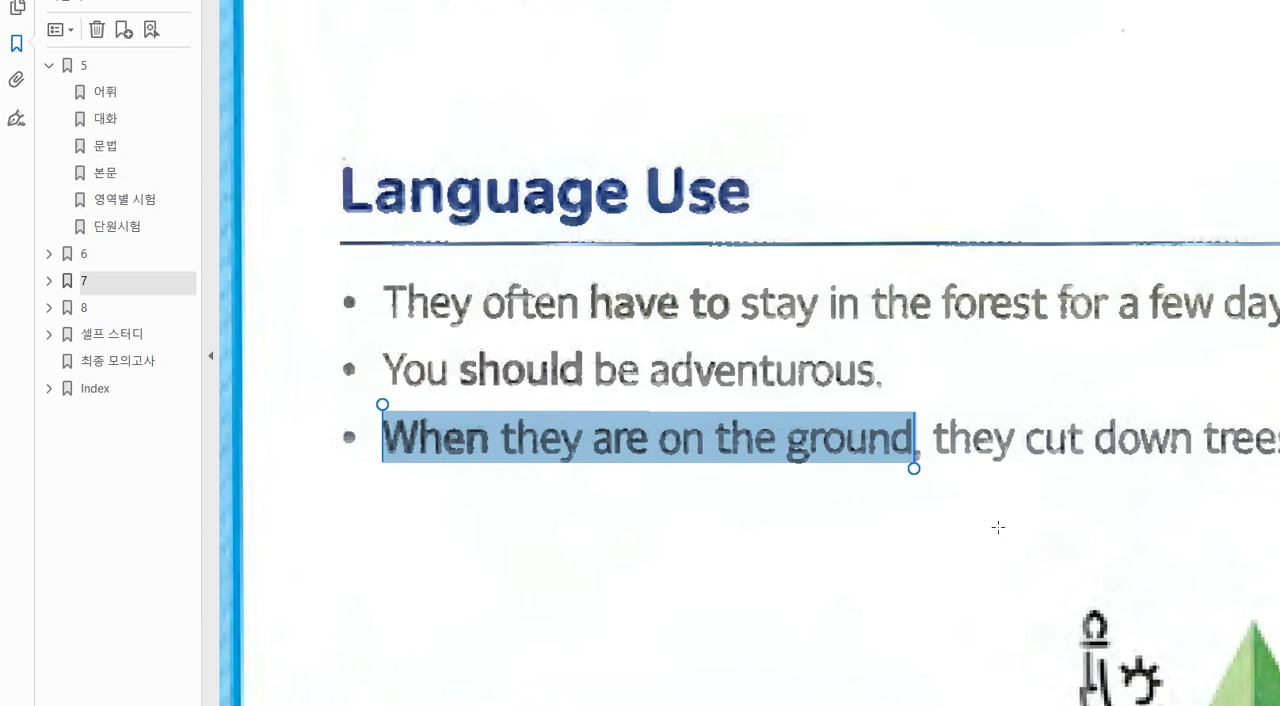 5
어휘
대화
문법
본문
영역별 시험
단원시험
6
7
8
셀프 스터디
최종 모의고사
Index
Language Use
• They often have to stay in the forest for a few day
• You should be adventurous.
• When they are on the ground, they cut down trees